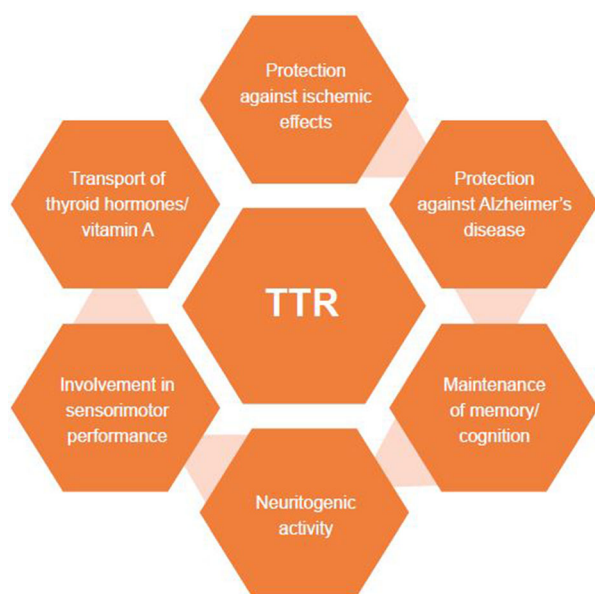 Protection
against ischemic
effects
Transport of
thyroid hormones/
vitamin A
Protection
against Alzheimer's
disease
TTR
Involvement in
sensorimotor
performance
Maintenance
of memory/
cognition
Neuritogenic
activity